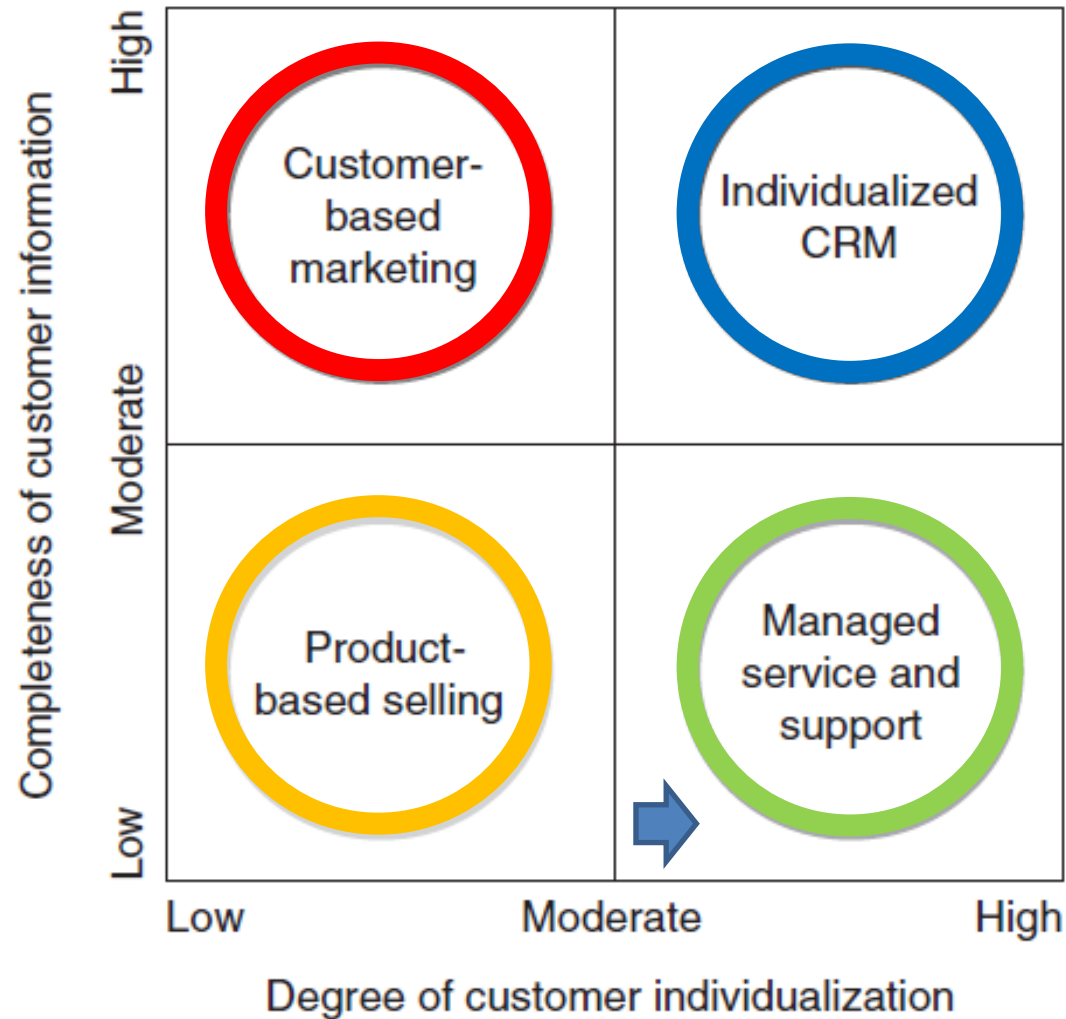 High
Moderate
Low
Completeness of customer information
Customer-
based
marketing
Individualized
CRM
Product-
based selling
Managed
service and
support
Low
Moderate
High
Degree of customer individualization